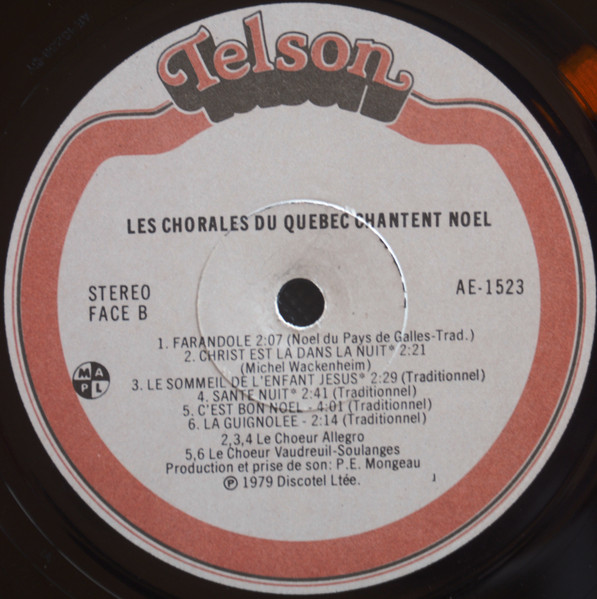 Telson
LES CHORALES DU QUEBEC CHANTENT NOEL
STEREO
FACE B
AE-1523
1. FARANDOLE 2:07 (Noel du Pays de Galles-Trad.)
2. CHRIST EST LÀ DANS LA NUIT* 2:21
(Michel Wackenheim)
3. LE SOMMEIL DE L'ENFANT JESUS* 2:29 (Traditionnel)
4. SANTE NUIT* 2:41 (Traditionnel)
5. C'EST BON NOEL - 4:01 (Traditionnel)
6. LA GUIGNOLEE - 2:14 (Traditionnel)
MAPL
2,3,4 Le Choeur Allegro
5,6 Le Choeur Vaudreuil-Soulanges
Production et prise de son: P.E. Mongeau
℗ 1979 Discotel Ltée.